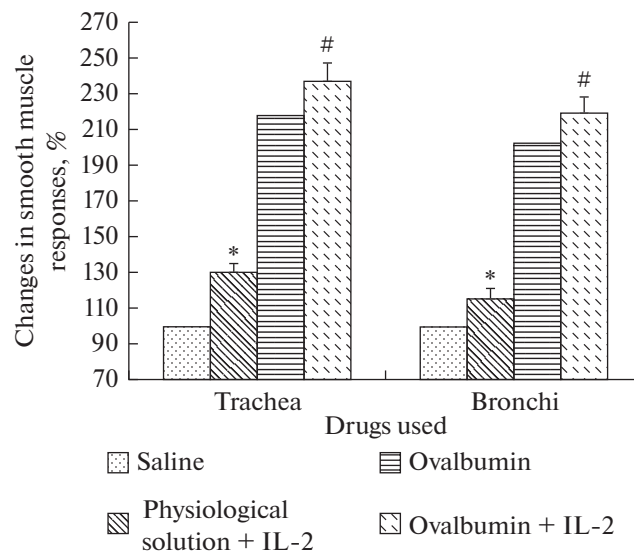 Changes in smooth muscle
responses, %
270
250
230
210
190
170
150
130
110
90
70
*
#
*
#
Trachea
Bronchi
Drugs used
Saline
Ovalbumin
Physiological
solution + IL-2
Ovalbumin + IL-2